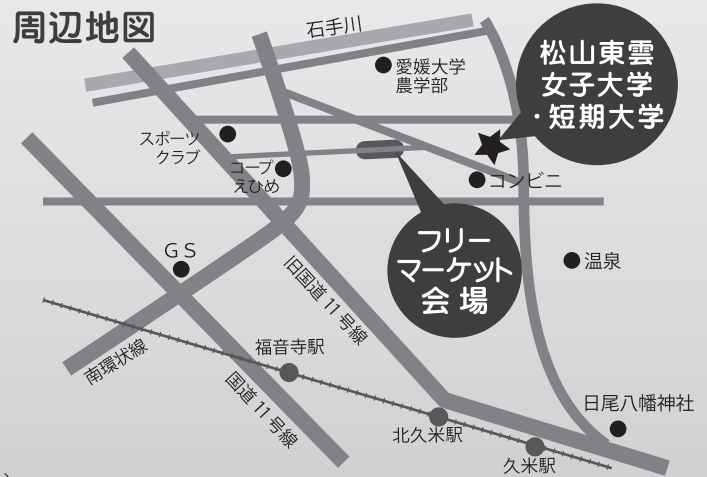 周辺地図
石手川
愛媛大学
農学部
松山東雲
女子大学
・短期大学
スポーツ
クラブ
コープ
えひめ
コンビニ
フリー
マーケット
会場
GS
温泉
旧国道11号線
南環状線
福音寺駅
国道11号線
日尾八幡神社
北久米駅
久米駅
、